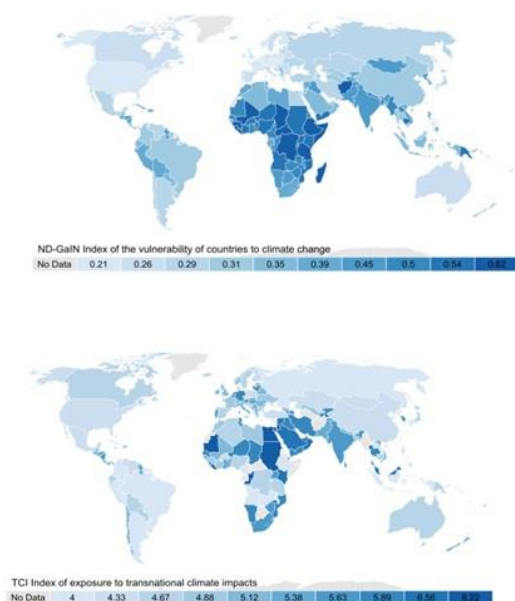 ND-GaIN Index of the vulnerability of countries to climate change
No Data 0.21 0.26 0.29 0.31 0.35 0.39 0.45 0.5 0.54 0.62
TCI Index of exposure to transnational climate impacts
No Data 4 4.33 4.67 4.88 5.12 5.38 5.63 5.89 6.56 8.22